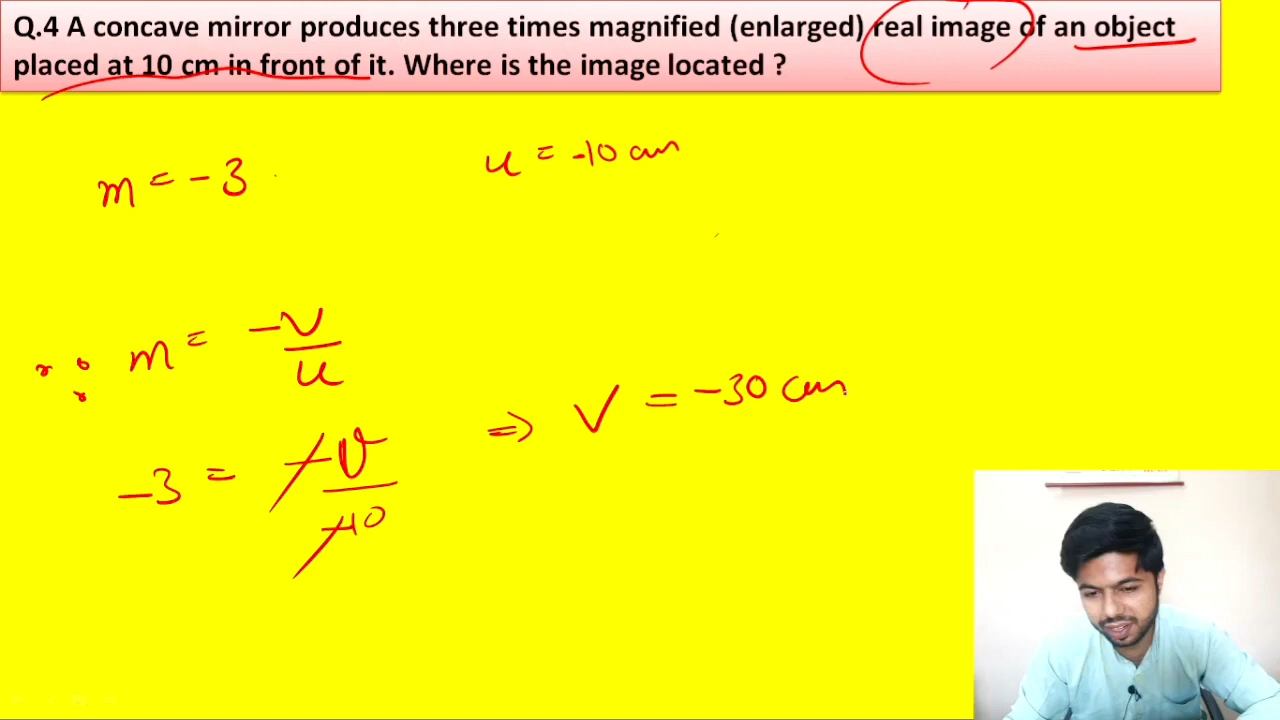 Q.4 A concave mirror produces three times magnified (enlarged) real image of an object
placed at 10 cm in front of it. Where is the image located ?
m = -3
u = -10 cm
∵ m = -v/u
-3 = -v/-10
⇒ v = -30 cm